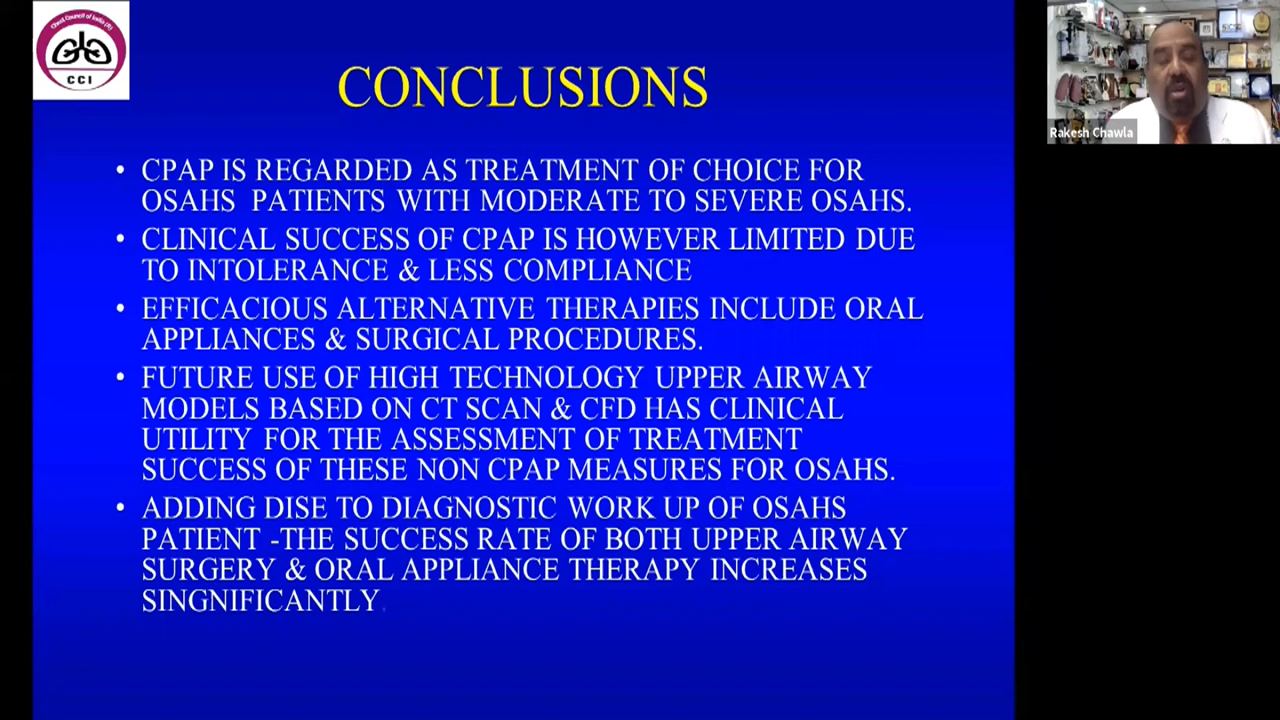 Chest Council of India (R)
CCI
CONCLUSIONS
• CPAP IS REGARDED AS TREATMENT OF CHOICE FOR
OSAHS PATIENTS WITH MODERATE TO SEVERE OSAHS.
• CLINICAL SUCCESS OF CPAP IS HOWEVER LIMITED DUE
TO INTOLERANCE & LESS COMPLIANCE
• EFFICACIOUS ALTERNATIVE THERAPIES INCLUDE ORAL
APPLIANCES & SURGICAL PROCEDURES.
• FUTURE USE OF HIGH TECHNOLOGY UPPER AIRWAY
MODELS BASED ON CT SCAN & CFD HAS CLINICAL
UTILITY FOR THE ASSESSMENT OF TREATMENT
SUCCESS OF THESE NON CPAP MEASURES FOR OSAHS.
• ADDING DISE TO DIAGNOSTIC WORK UP OF OSAHS
PATIENT -THE SUCCESS RATE OF BOTH UPPER AIRWAY
SURGERY & ORAL APPLIANCE THERAPY INCREASES
SINGNIFICANTLY.
Rakesh Chawla